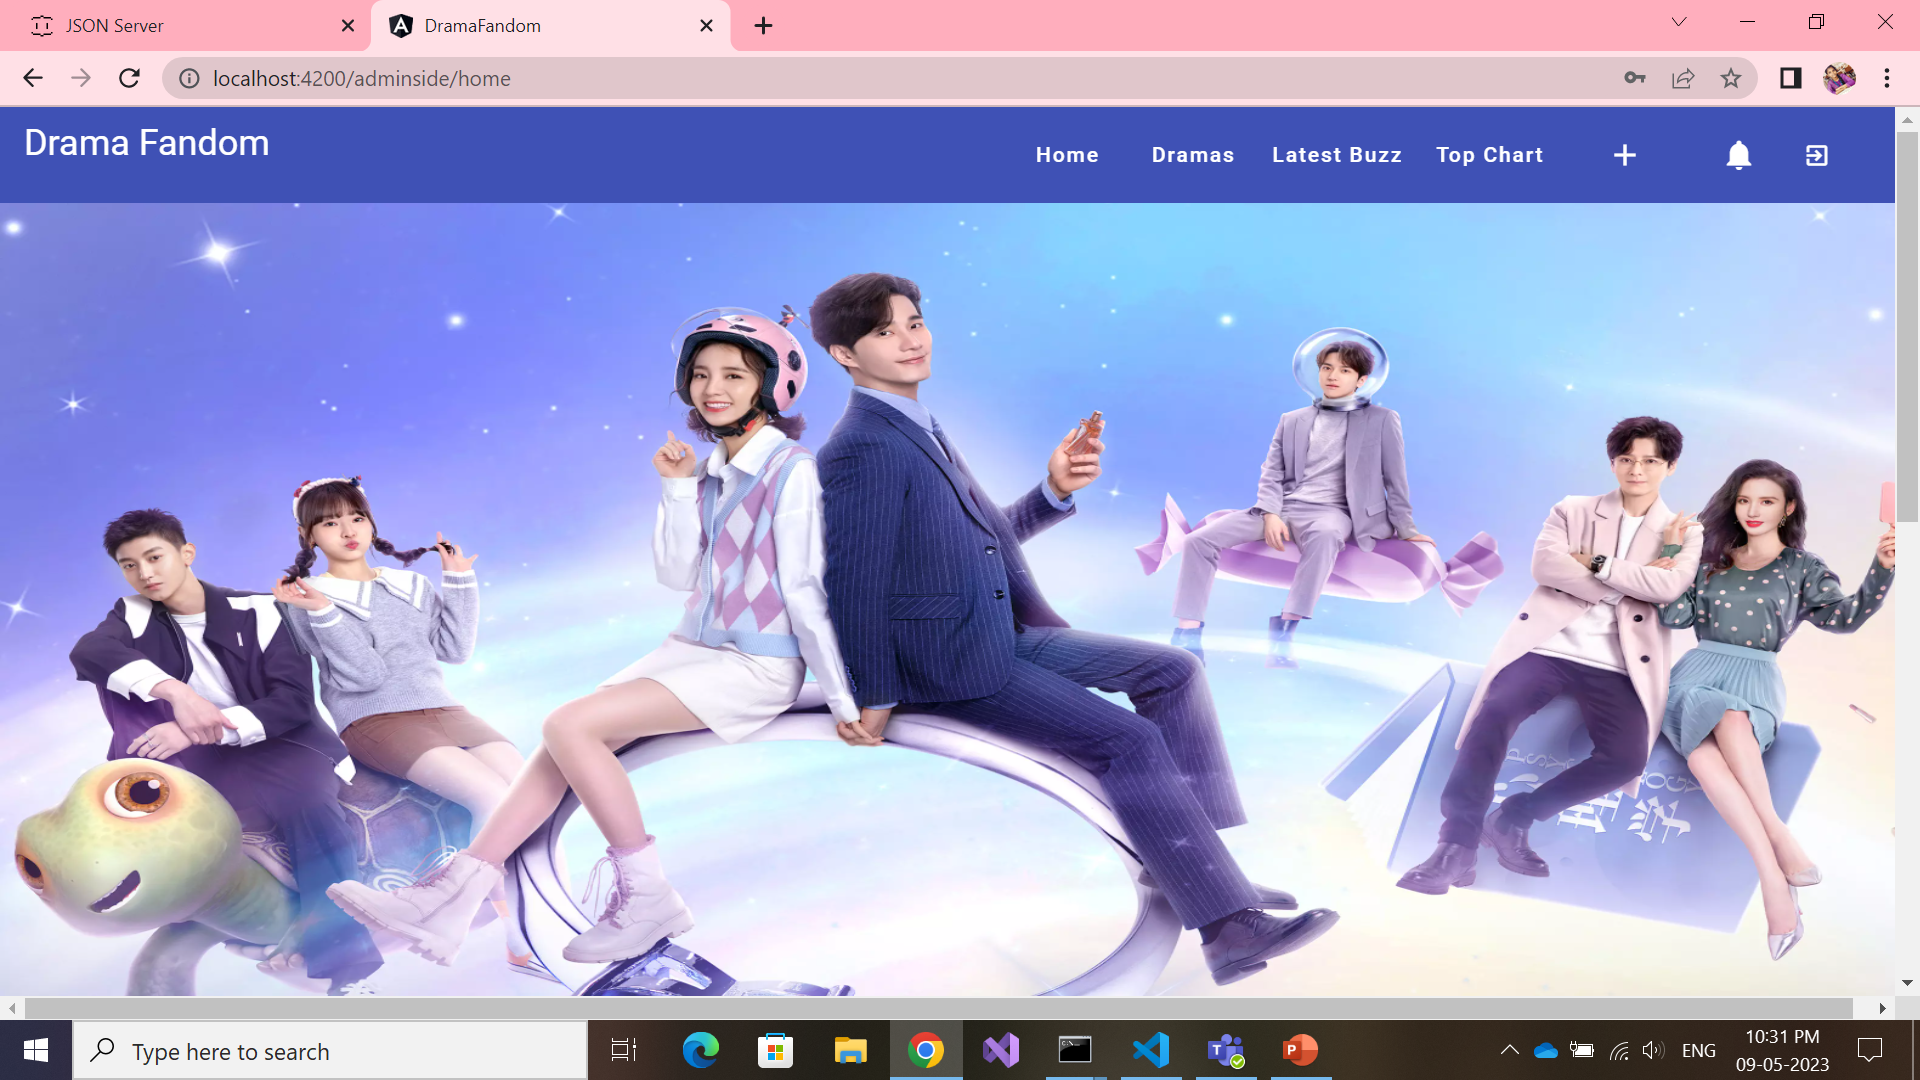 JSON Server
DramaFandom
localhost:4200/adminside/home
Drama Fandom
Home
Dramas
Latest Buzz
Top Chart
Type here to search
ENG
10:31 PM
09-05-2023